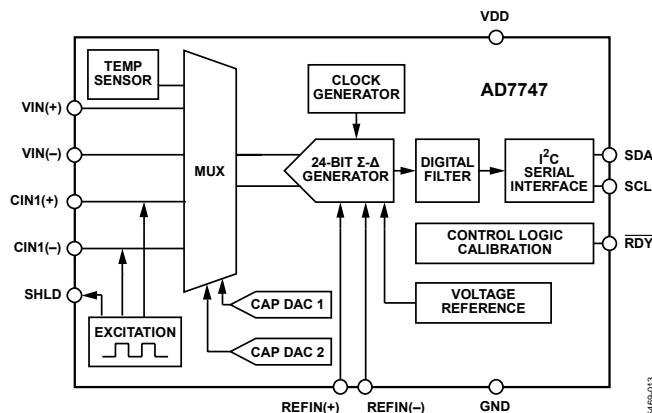 VDD
TEMP
SENSOR
CLOCK
GENERATOR
AD7747
VIN(+)
VIN(–)
MUX
24-BIT Σ-Δ
GENERATOR
DIGITAL
FILTER
I2C
SERIAL
INTERFACE
SDA
SCL
CIN1(+)
CIN1(–)
CONTROL LOGIC
CALIBRATION
RDY
SHLD
EXCITATION
CAP DAC 1
CAP DAC 2
VOLTAGE
REFERENCE
REFIN(+)
REFIN(–)
GND